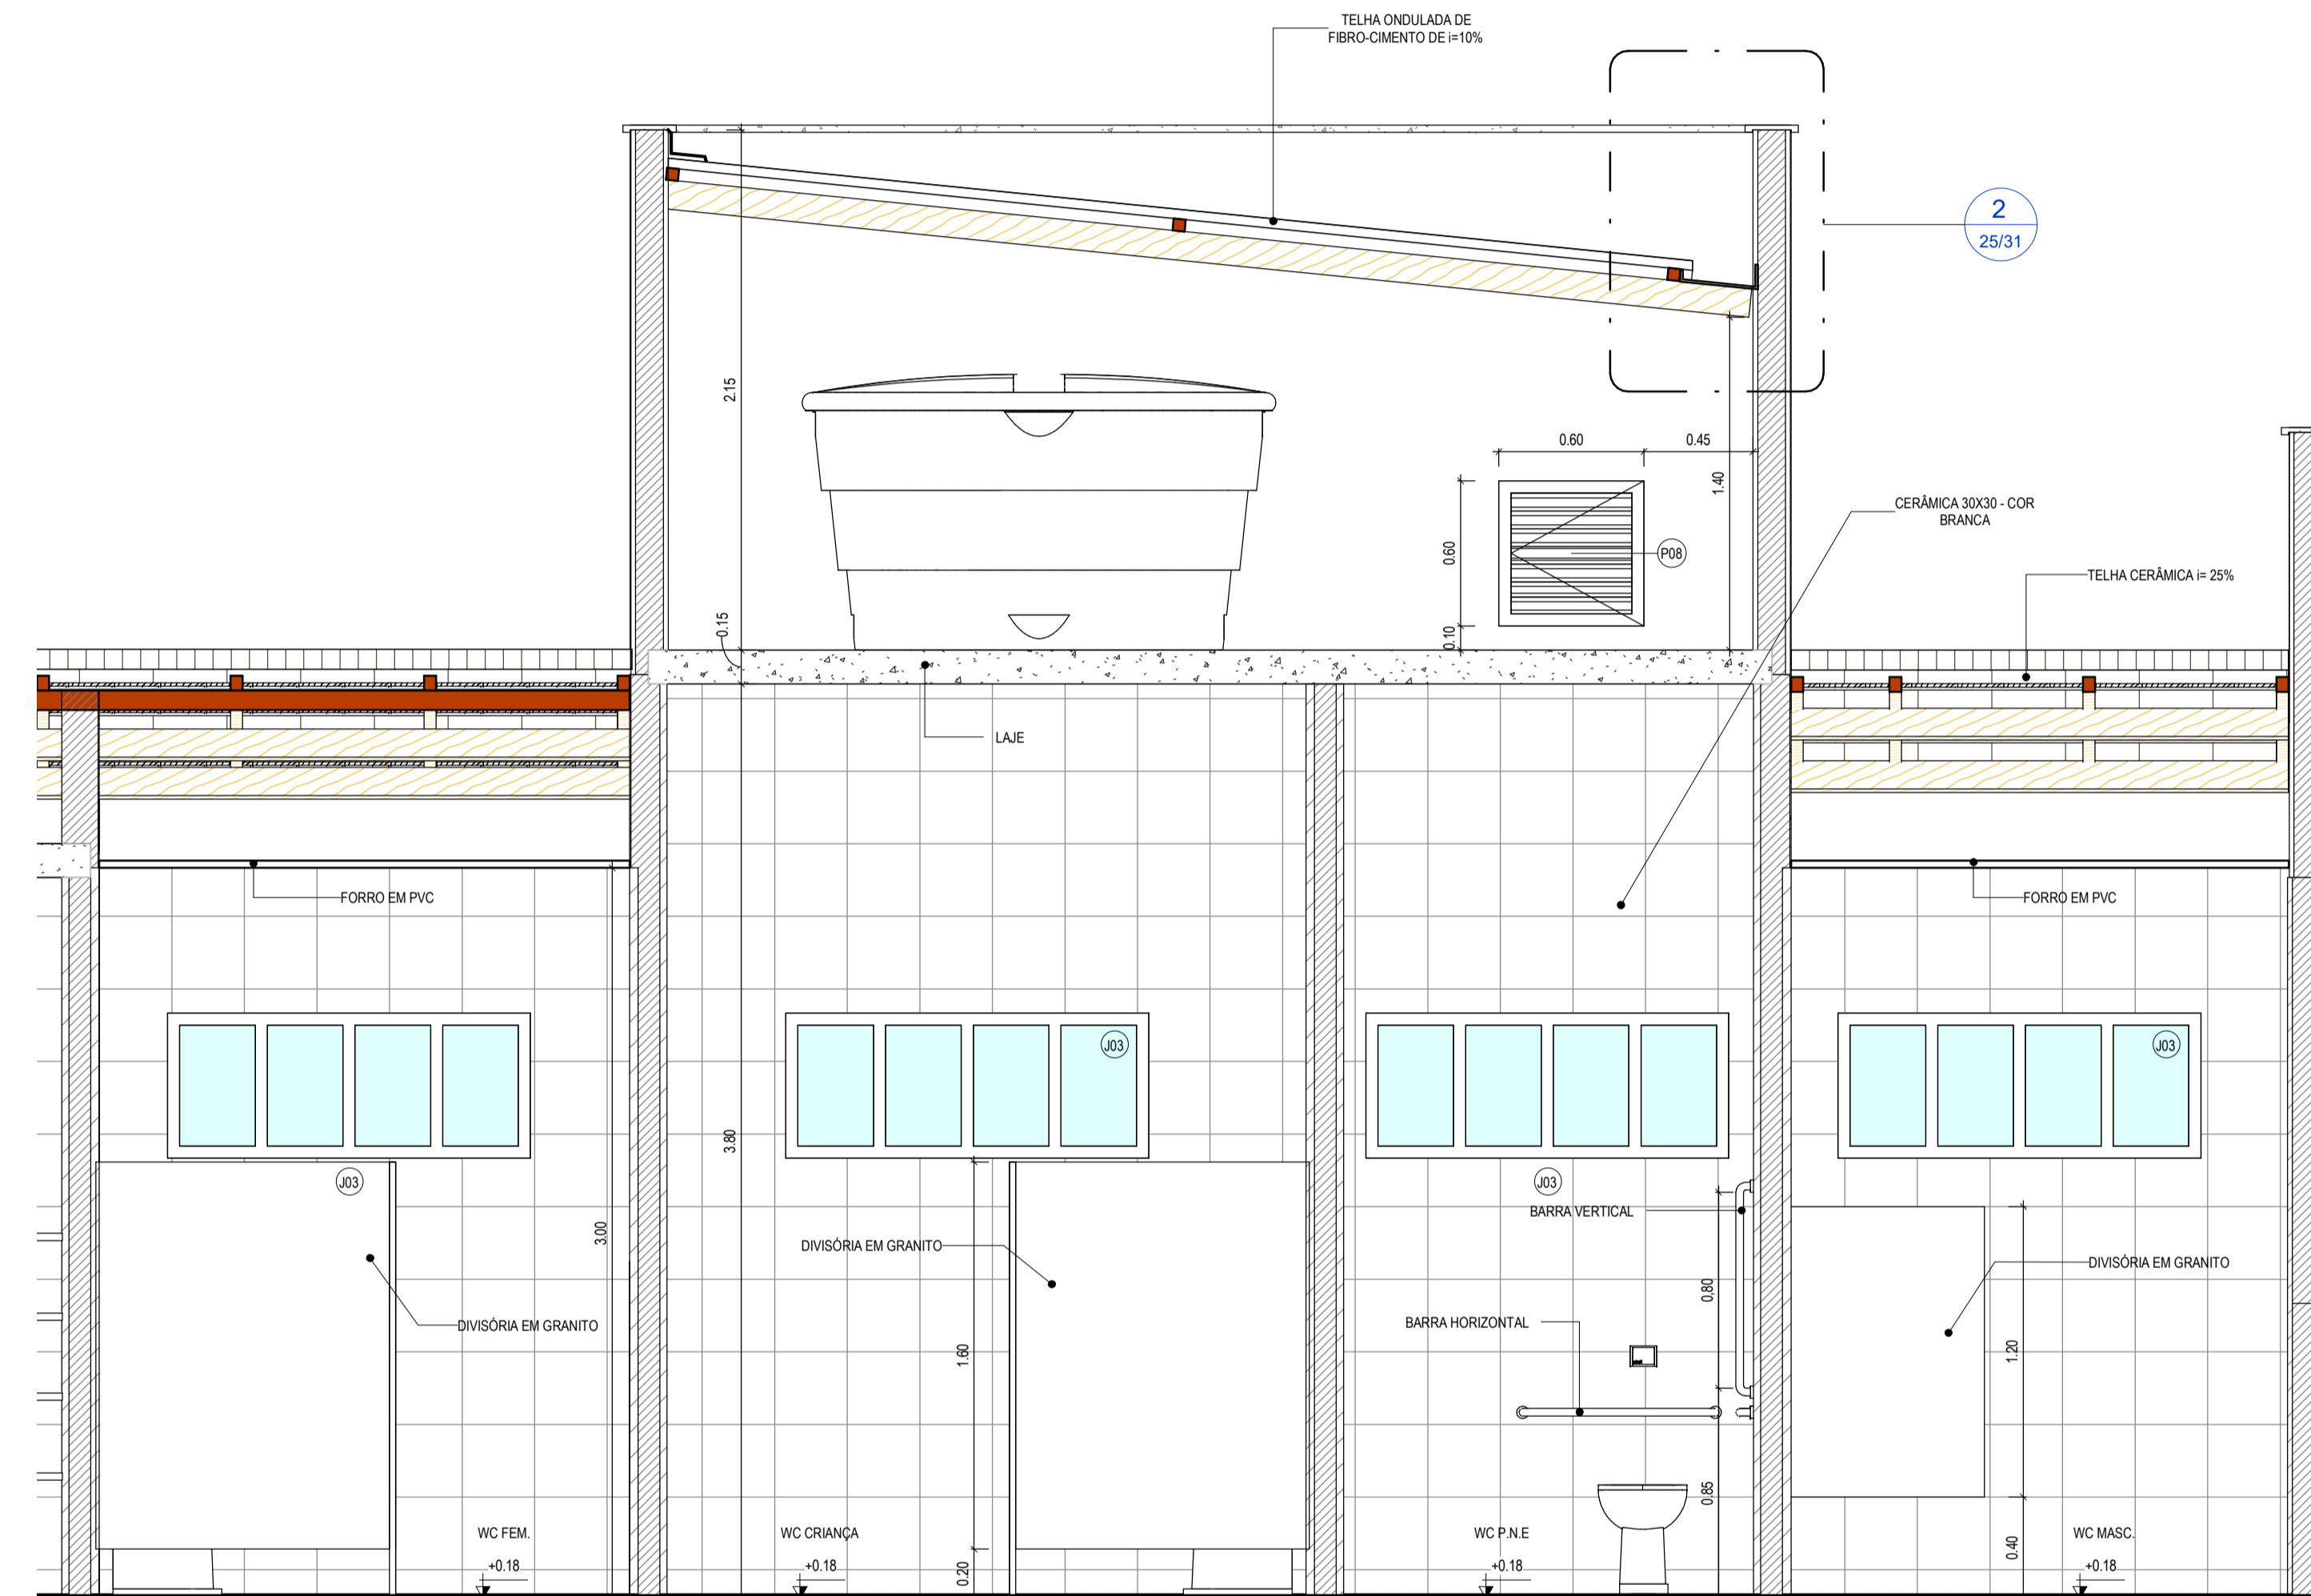 TELHA ONDULADA DE
FIBRO-CIMENTO DE i=10%
2
25/31
2.15
0.60
0.45
1.40
CERÂMICA 30X30 - COR
BRANCA
0.60
P08
TELHA CERÂMICA i= 25%
0.15
0.10
LAJE
FORRO EM PVC
FORRO EM PVC
J03
J03
3.80
J03
J03
BARRA VERTICAL
3.00
DIVISÓRIA EM GRANITO
DIVISÓRIA EM GRANITO
0,80
BARRA HORIZONTAL
DIVISÓRIA EM GRANITO
1.60
1.20
0.85
WC FEM.
WC CRIANÇA
WC P.N.E
WC MASC.
0.40
+0.18
+0.18
0.20
+0.18
+0.18